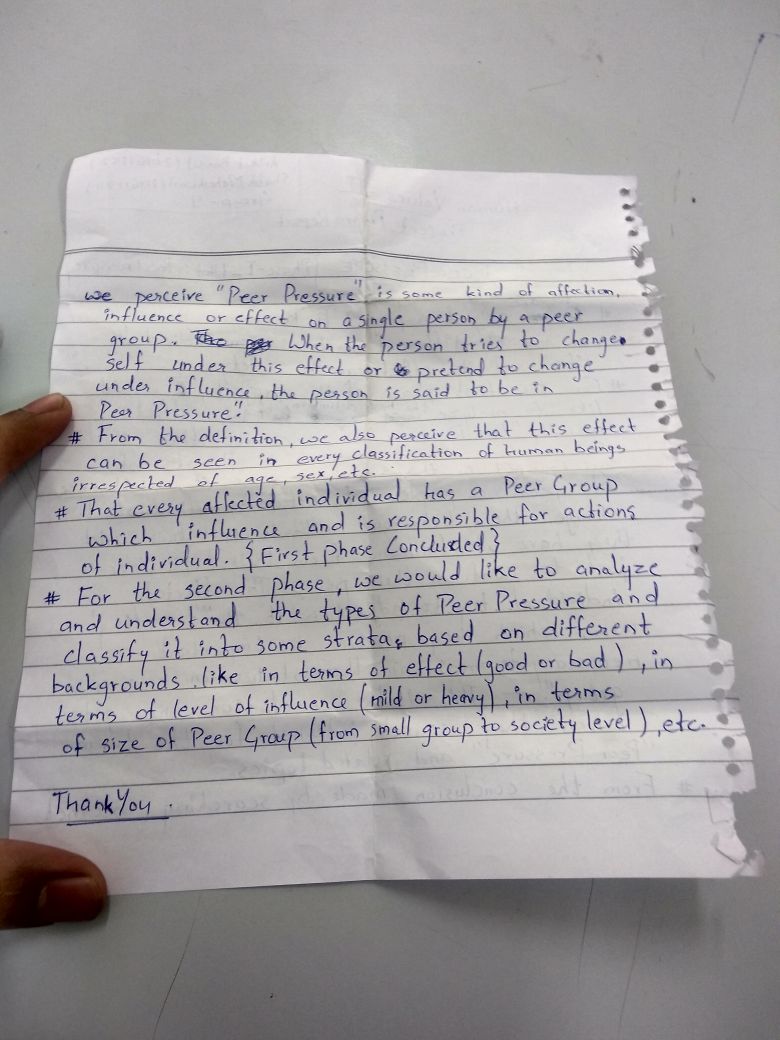 we perceive "Peer Pressure" is some kind of affection,
influence or effect on a single person by a peer
group. When the person tries to change
self under this effect or pretend to change
under influence, the person is said to be in
Peer Pressure".
# From the definition, we also perceive that this effect
can be seen in every classification of human beings
irrespected of age, sex, etc.
# That every affected individual has a Peer Group
which influence and is responsible for actions
of individual. {First Phase Concluded}
# For the second phase, we would like to analyze
and understand the types of Peer Pressure and
classify it into some strata, based on different
backgrounds like in terms of effect (good or bad), in
terms of level of influence (mild or heavy), in terms
of size of Peer Group (from small group to society level), etc.
Thank You.